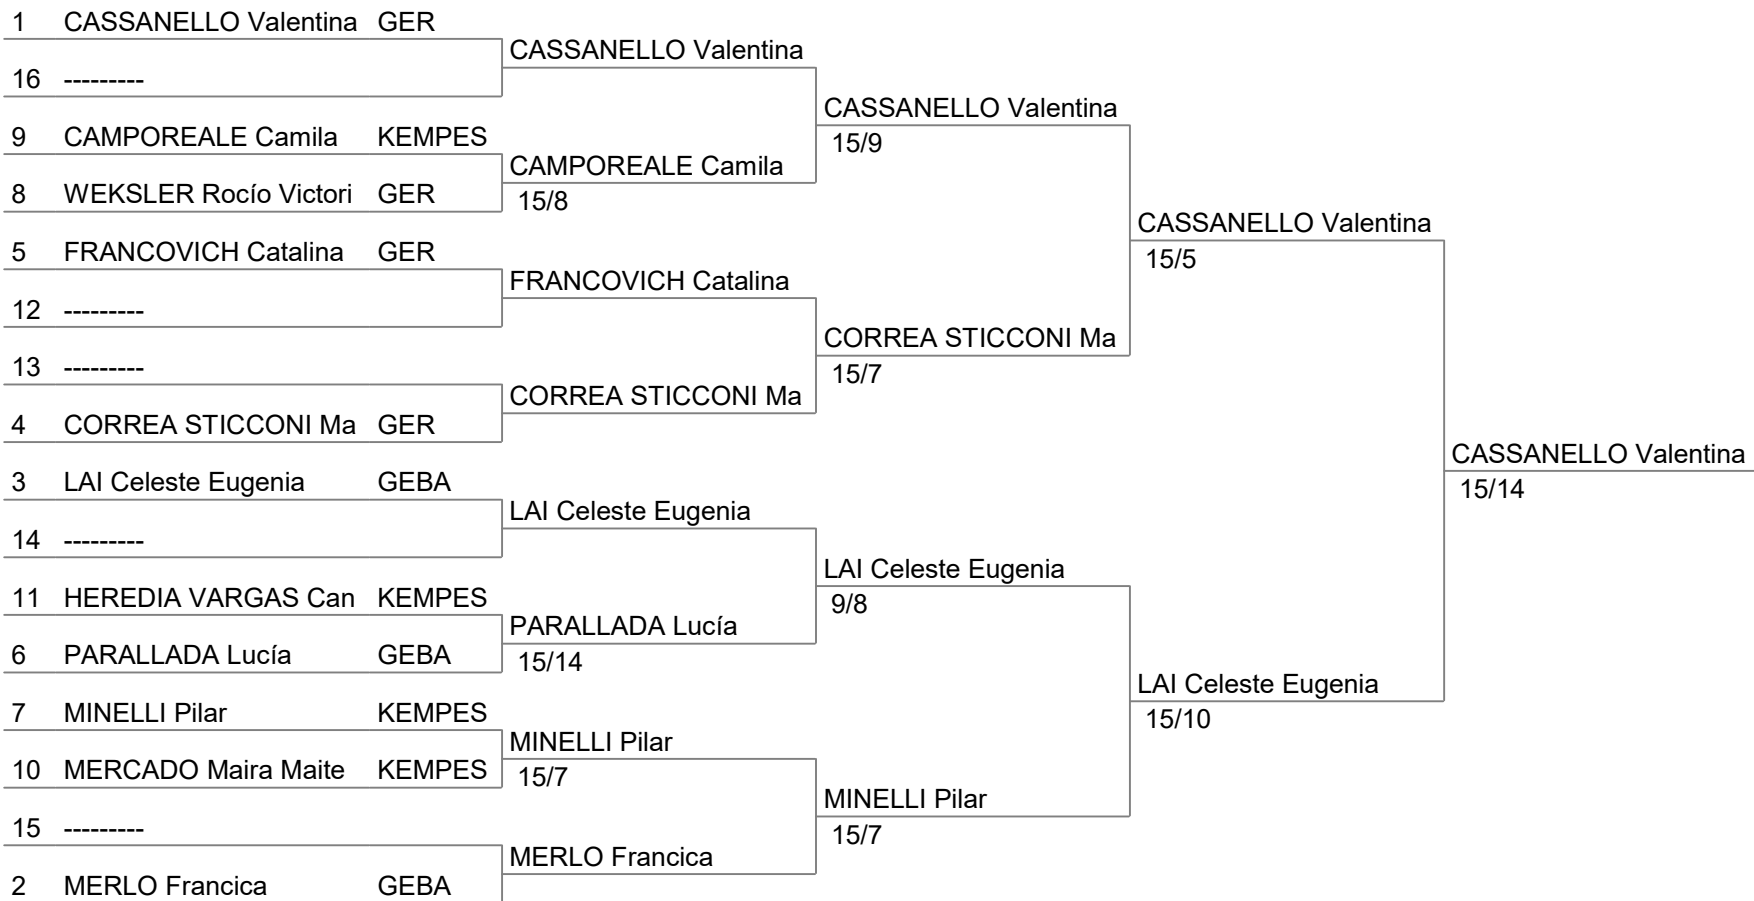 1 CASSANELLO Valentina GER
16 ---------
9 CAMPOREALE Camila KEMPES
8 WEKSLER Rocío Victori GER
5 FRANCOVICH Catalina GER
12 ---------
13 ---------
4 CORREA STICCONI Ma GER
3 LAI Celeste Eugenia GEBA
14 ---------
11 HEREDIA VARGAS Can KEMPES
6 PARALLADA Lucía GEBA
7 MINELLI Pilar KEMPES
10 MERCADO Maira Maite KEMPES
15 ---------
2 MERLO Francica GEBA
CASSANELLO Valentina
CAMPOREALE Camila
15/8
FRANCOVICH Catalina
CORREA STICCONI Ma
LAI Celeste Eugenia
PARALLADA Lucía
15/14
MINELLI Pilar
15/7
MERLO Francica
CASSANELLO Valentina
15/9
CORREA STICCONI Ma
15/7
LAI Celeste Eugenia
9/8
MINELLI Pilar
15/7
CASSANELLO Valentina
15/5
LAI Celeste Eugenia
15/10
CASSANELLO Valentina
15/14